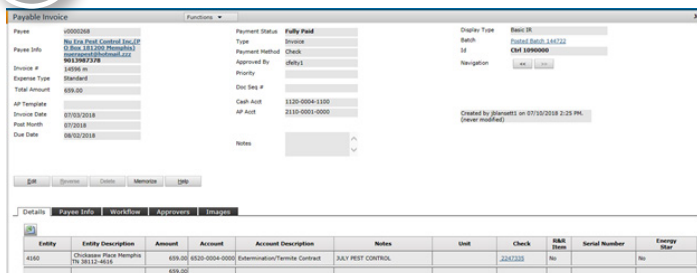 Payable Invoice
Functions
Payee v0000268
Payee Info Nu Era Pest Control Inc.(P
O Box 181200 Memphis)
nuerapest@hotmail.zzz
9013987378
Invoice # 14596 m
Expense Type Standard
Total Amount 659.00
AP Template
Invoice Date 07/03/2018
Post Month 07/2018
Due Date 08/02/2018
Payment Status Fully Paid
Type Invoice
Payment Method Check
Approved By cfelty1
Priority
Doc Seq #
Cash Acct 1120-0004-1100
AP Acct 2110-0001-0000
Notes
Display Type Basic IR
Batch Posted Batch 144722
Id Ctrl 1090000
Navigation << >>
Created by jblansett1 on 07/10/2018 2:25 PM.
(never modified)
Edit Reverse Delete Memorize Help
Details Payee Info Workflow Approvers Images
Entity Entity Description Amount Account Account Description Notes Unit Check R&R Item Serial Number Energy Star
4160 Chickasaw Place Memphis TN 38112-4616 659.00 6520-0004-0000 Extermination/Termite Contract JULY PEST CONTROL 2247335 No No
659.00